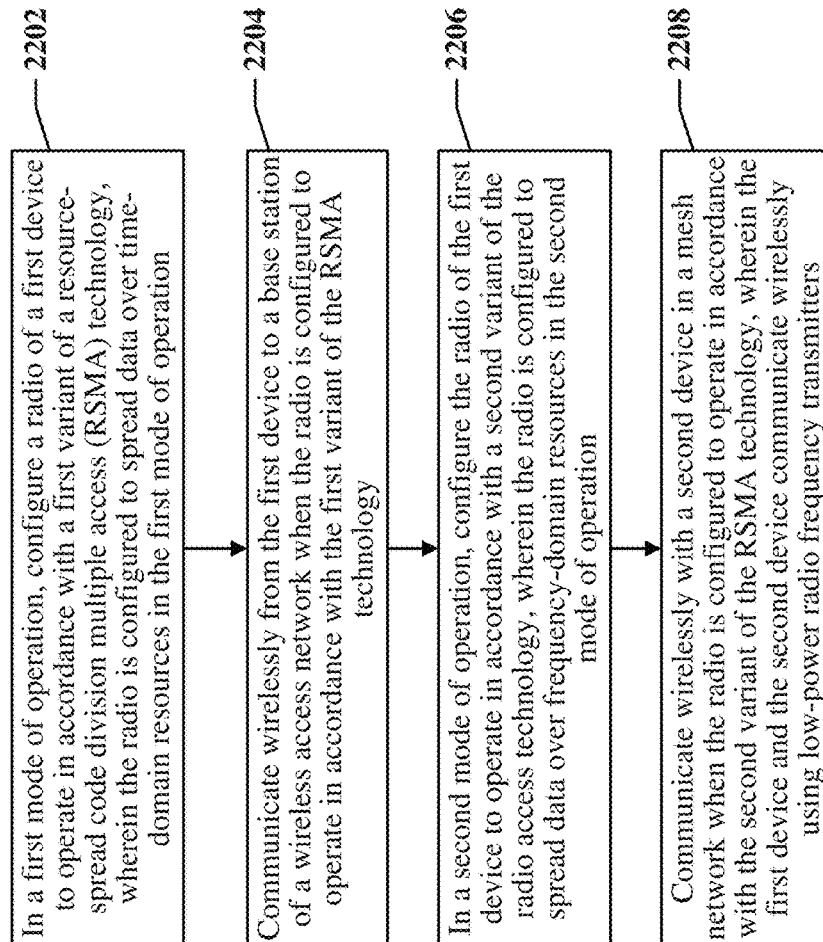 In a first mode of operation, configure a radio of a first device
to operate in accordance with a first variant of a resource-
spread code division multiple access (RSMA) technology,
wherein the radio is configured to spread data over time-
domain resources in the first mode of operation
2202
Communicate wirelessly from the first device to a base station
of a wireless access network when the radio is configured to
operate in accordance with the first variant of the RSMA
technology
2204
In a second mode of operation, configure the radio of the first
device to operate in accordance with a second variant of the
radio access technology, wherein the radio is configured to
spread data over frequency-domain resources in the second
mode of operation
2206
Communicate wirelessly with a second device in a mesh
network when the radio is configured to operate in accordance
with the second variant of the RSMA technology, wherein the
first device and the second device communicate wirelessly
using low-power radio frequency transmitters
2208